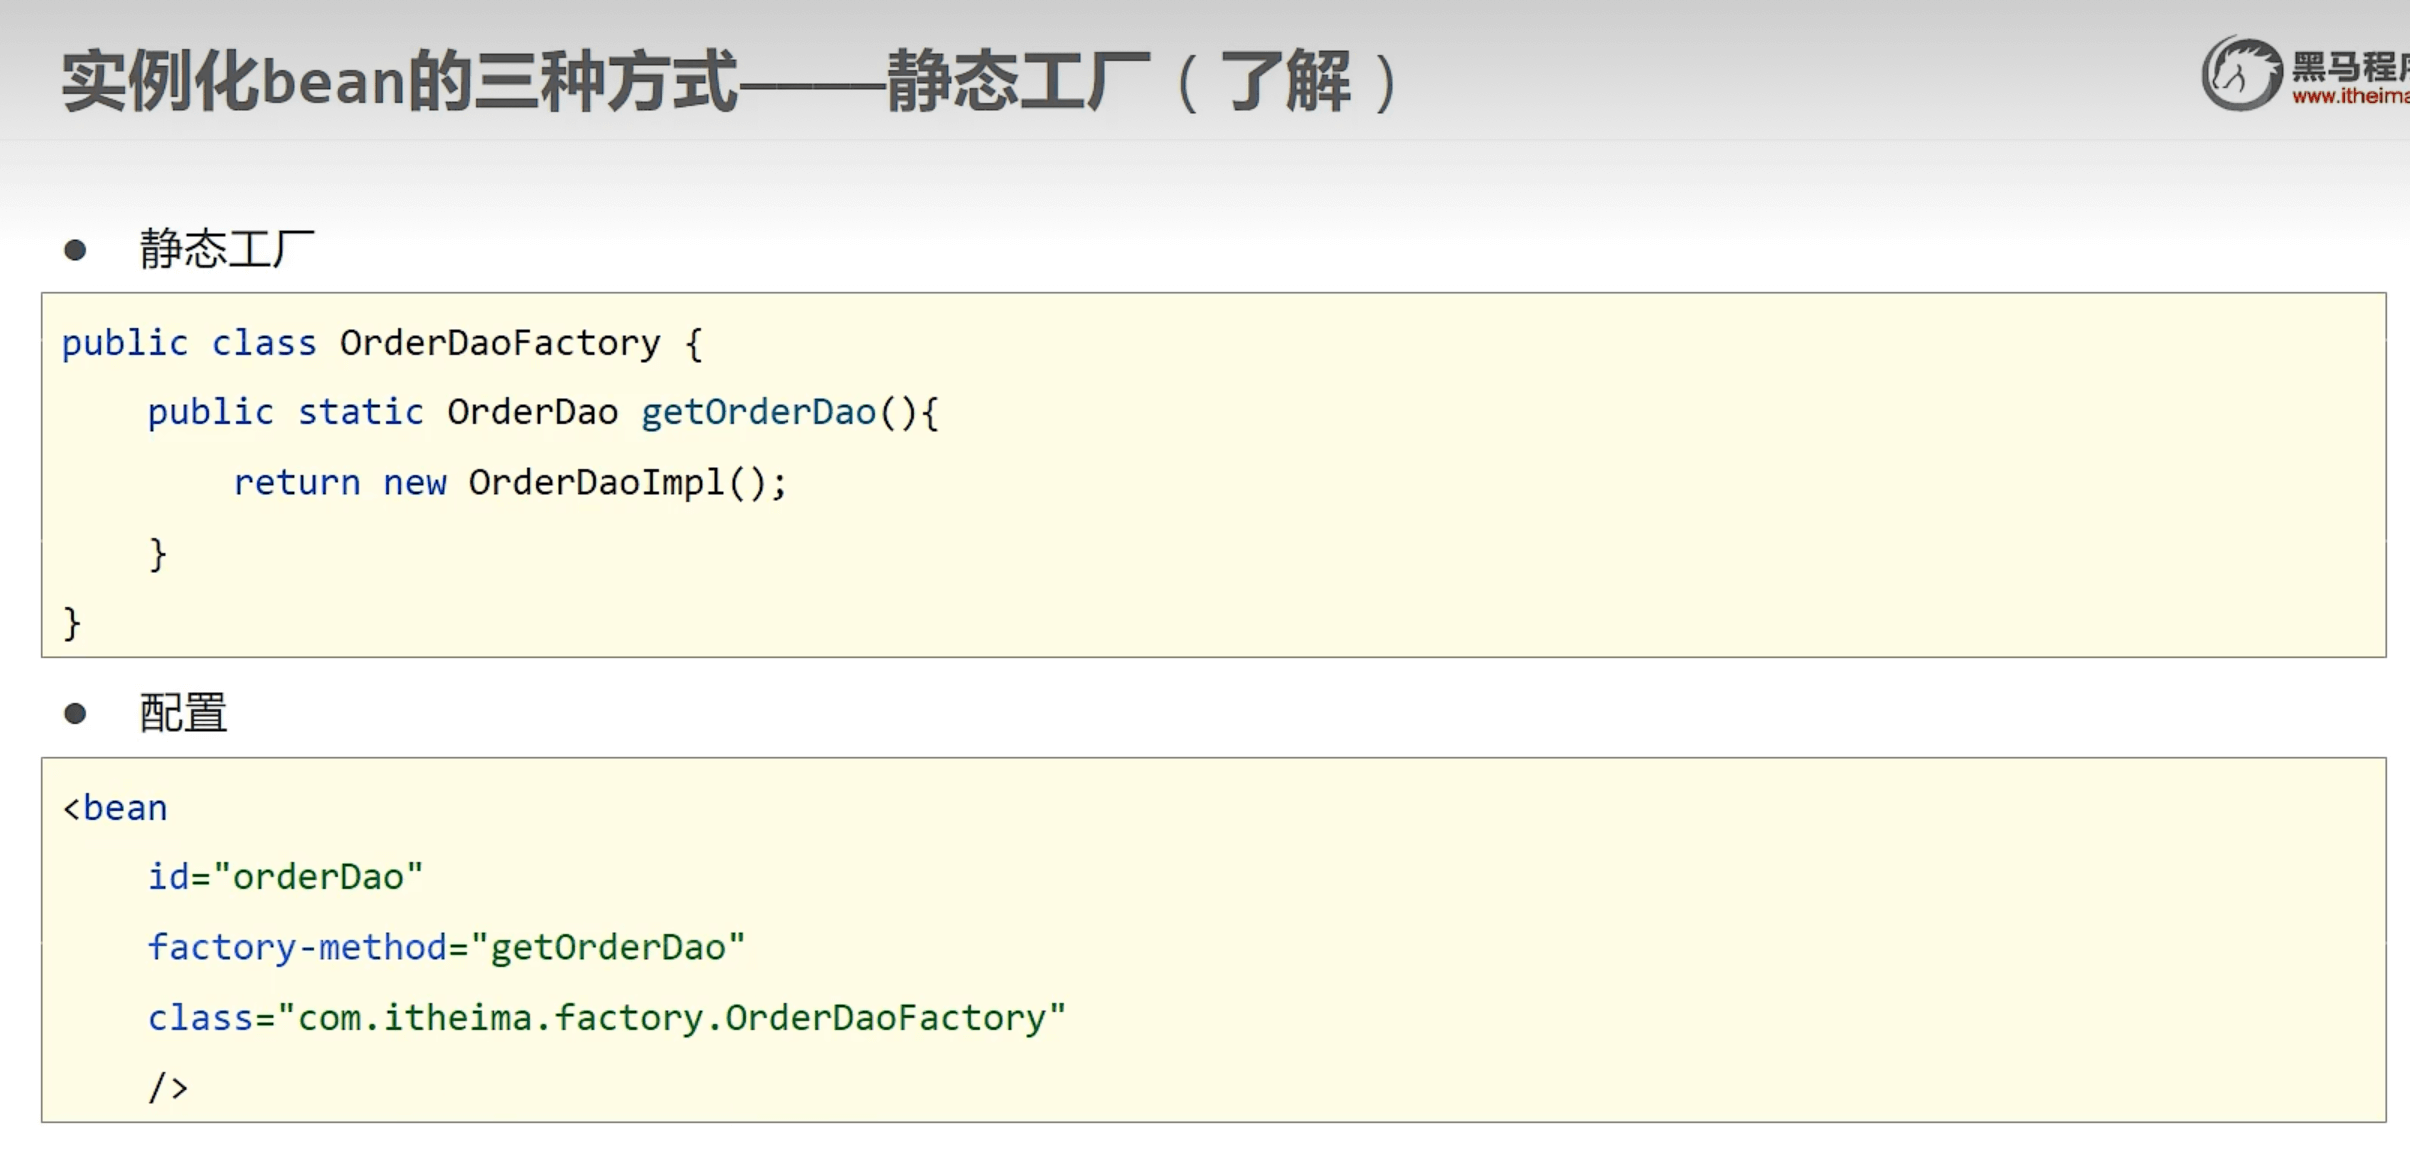 实例化bean的三种方式————静态工厂（了解）
黑马程序
www.itheima
● 静态工厂
public class OrderDaoFactory {
    public static OrderDao getOrderDao(){
        return new OrderDaoImpl();
    }
}
● 配置
<bean
    id="orderDao"
    factory-method="getOrderDao"
    class="com.itheima.factory.OrderDaoFactory"
    />